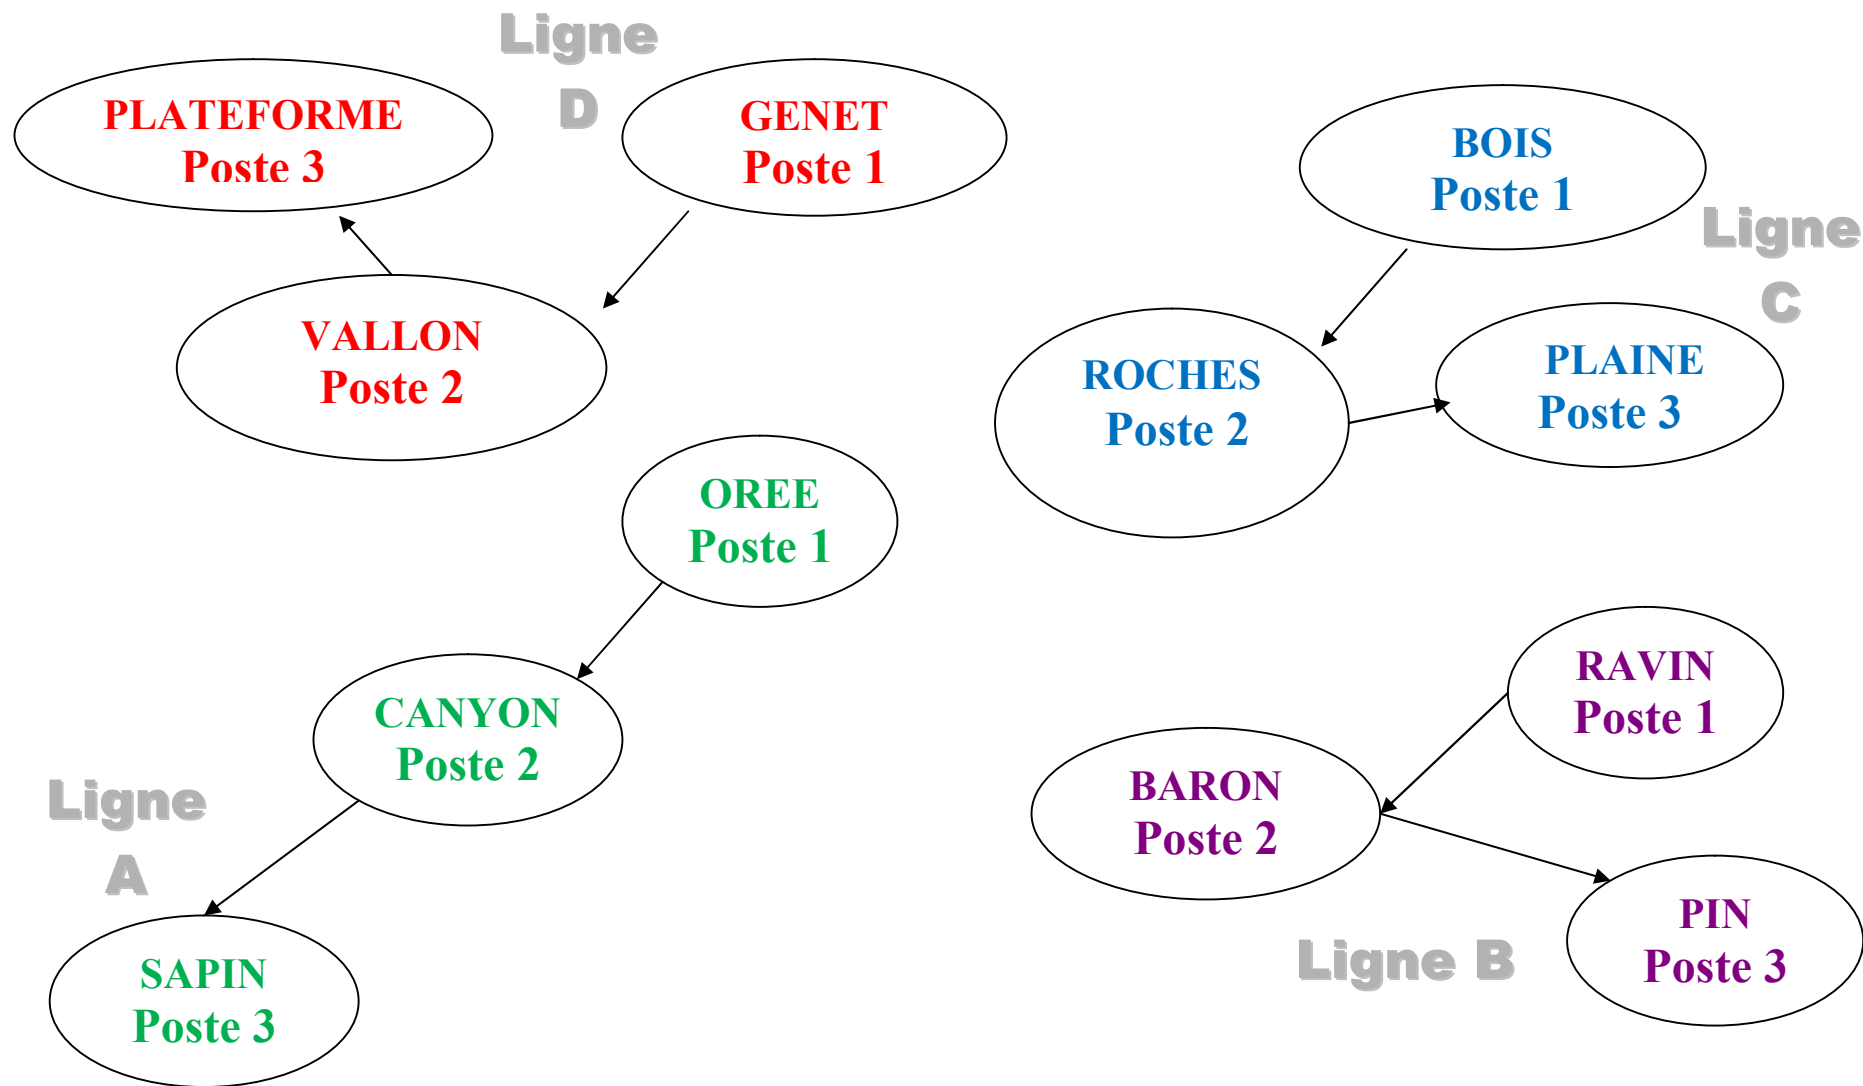 Ligne
D
PLATEFORME
Poste 3
GENET
Poste 1
VALLON
Poste 2
BOIS
Poste 1
Ligne
C
ROCHES
Poste 2
PLAINE
Poste 3
OREE
Poste 1
CANYON
Poste 2
Ligne
A
SAPIN
Poste 3
RAVIN
Poste 1
BARON
Poste 2
PIN
Poste 3
Ligne B